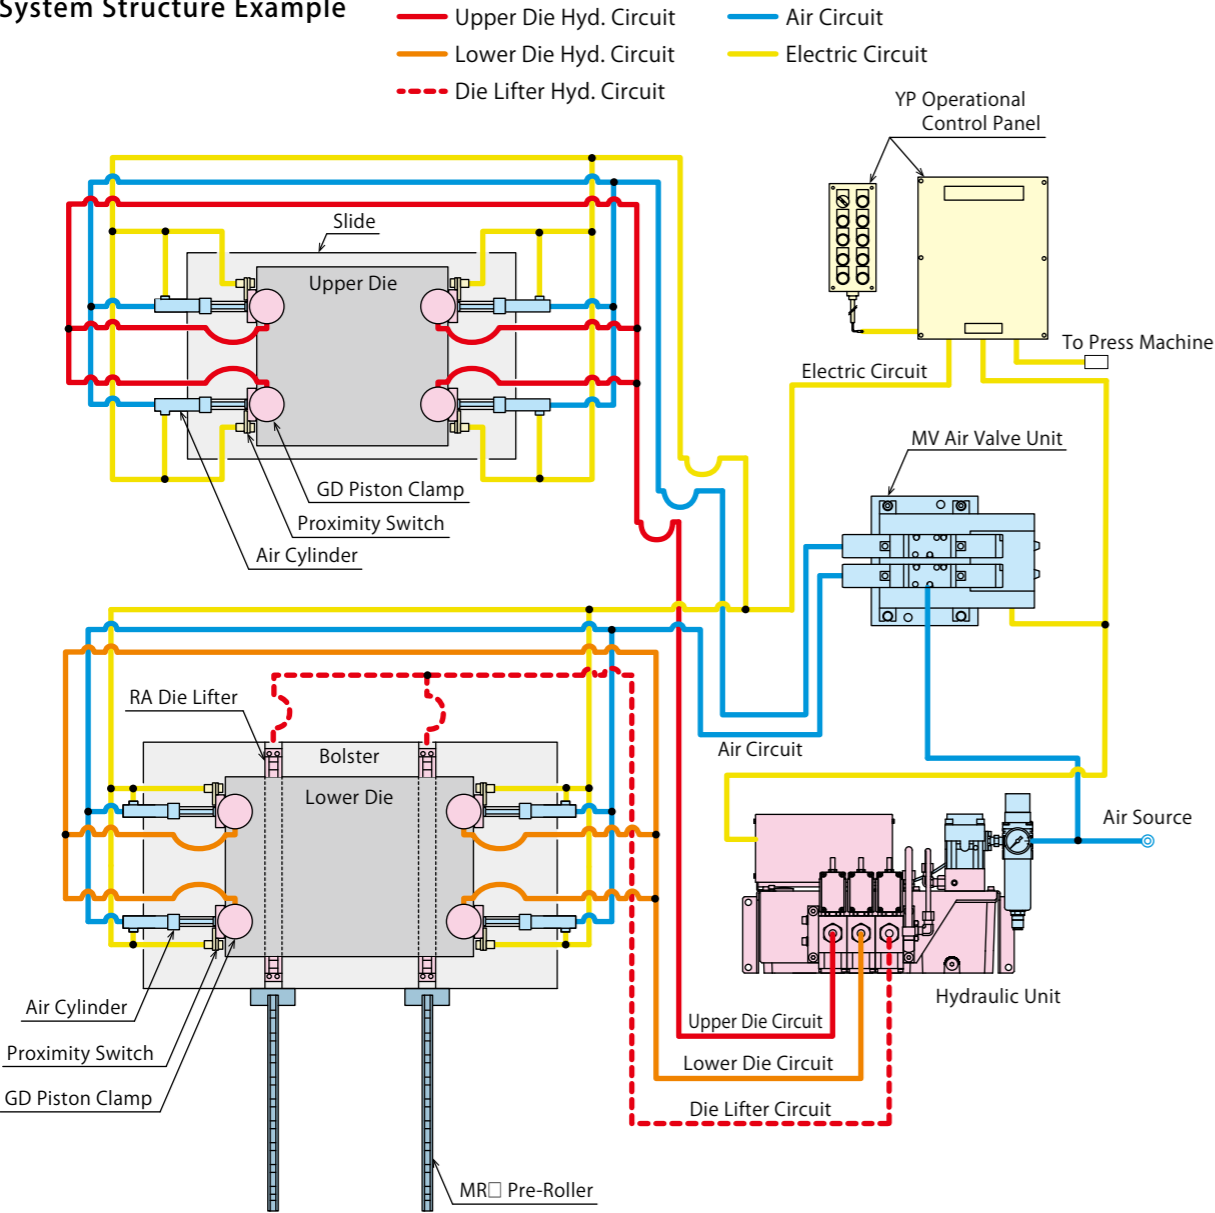 System Structure Example
Upper Die Hyd. Circuit
Air Circuit
Lower Die Hyd. Circuit
Electric Circuit
Die Lifter Hyd. Circuit
YP Operational
Control Panel
Slide
Upper Die
To Press Machine
Electric Circuit
MV Air Valve Unit
GD Piston Clamp
Proximity Switch
Air Cylinder
RA Die Lifter
Bolster
Air Circuit
Lower Die
Air Source
Hydraulic Unit
Air Cylinder
Upper Die Circuit
Proximity Switch
Lower Die Circuit
GD Piston Clamp
Die Lifter Circuit
MR□ Pre-Roller